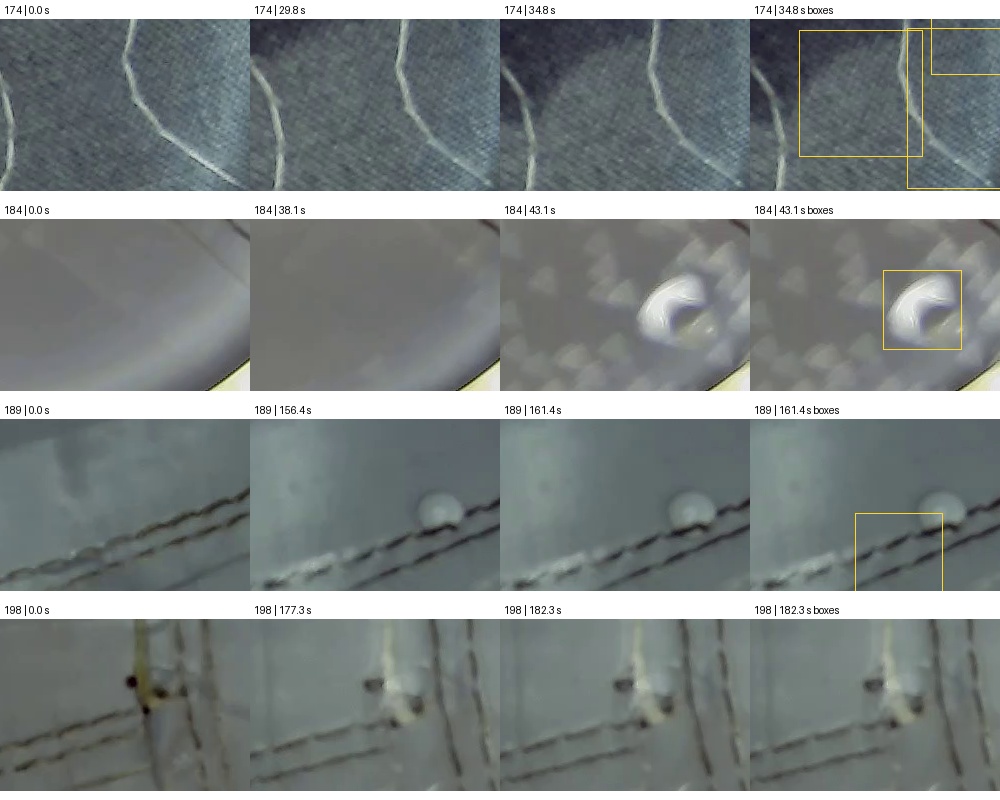 174 | 0.0 s
174 | 29.8 s
174 | 34.8 s
174 | 34.8 s boxes
184 | 0.0 s
184 | 38.1 s
184 | 43.1 s
184 | 43.1 s boxes
189 | 0.0 s
189 | 156.4 s
189 | 161.4 s
189 | 161.4 s boxes
198 | 0.0 s
198 | 177.3 s
198 | 182.3 s
198 | 182.3 s boxes